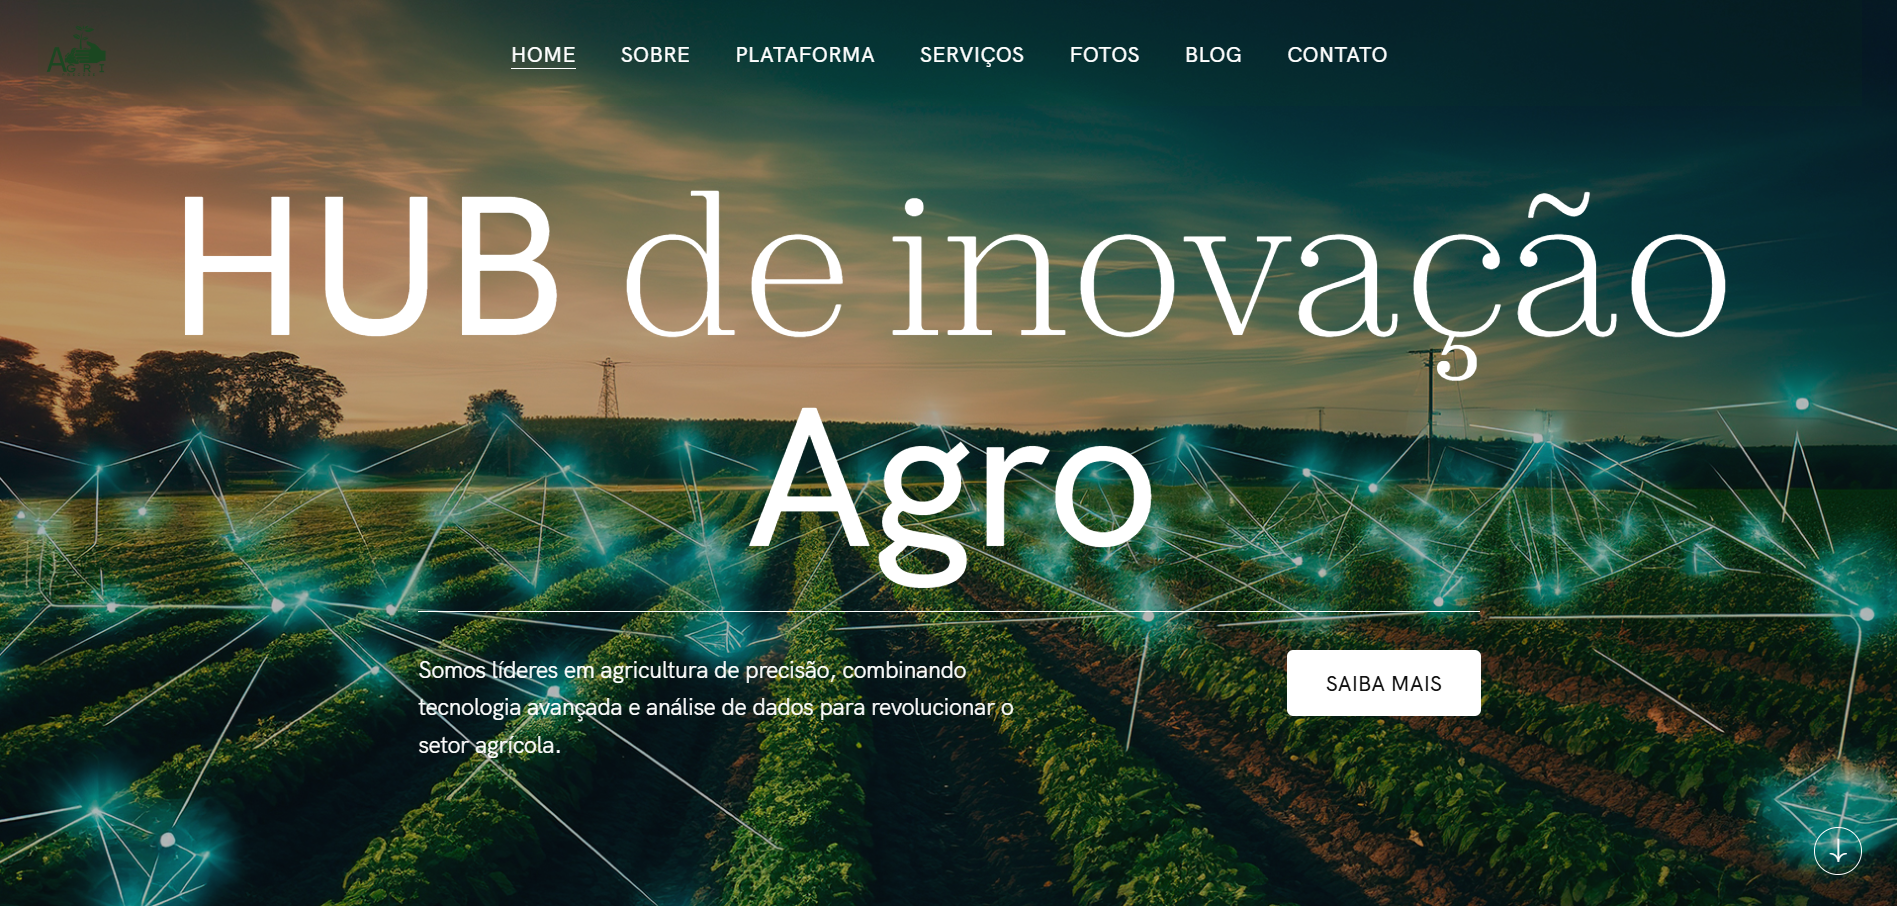 HOME SOBRE PLATAFORMA SERVIÇOS FOTOS BLOG CONTATO
HUB de inovação
Agro
Somos líderes em agricultura de precisão, combinando
tecnologia avançada e análise de dados para revolucionar o
setor agrícola.
SAIBA MAIS